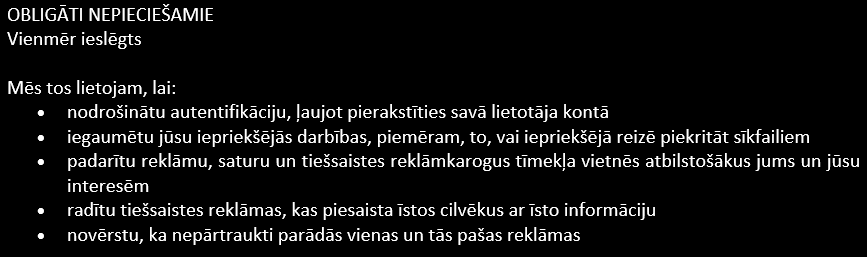 OBLIGĀTI NEPIECIEŠAMIE
Vienmēr ieslēgts
Mēs tos lietojam, lai:
• nodrošinātu autentifikāciju, ļaujot pierakstīties savā lietotāja kontā
• iegaumētu jūsu iepriekšējās darbības, piemēram, to, vai iepriekšējā reizē piekritāt sīkfailiem
• padarītu reklāmu, saturu un tiešsaistes reklāmkarogus tīmekļa vietnēs atbilstošākus jums un jūsu
interesēm
• radītu tiešsaistes reklāmas, kas piesaista īstos cilvēkus ar īsto informāciju
• novērstu, ka nepārtraukti parādās vienas un tās pašas reklāmas